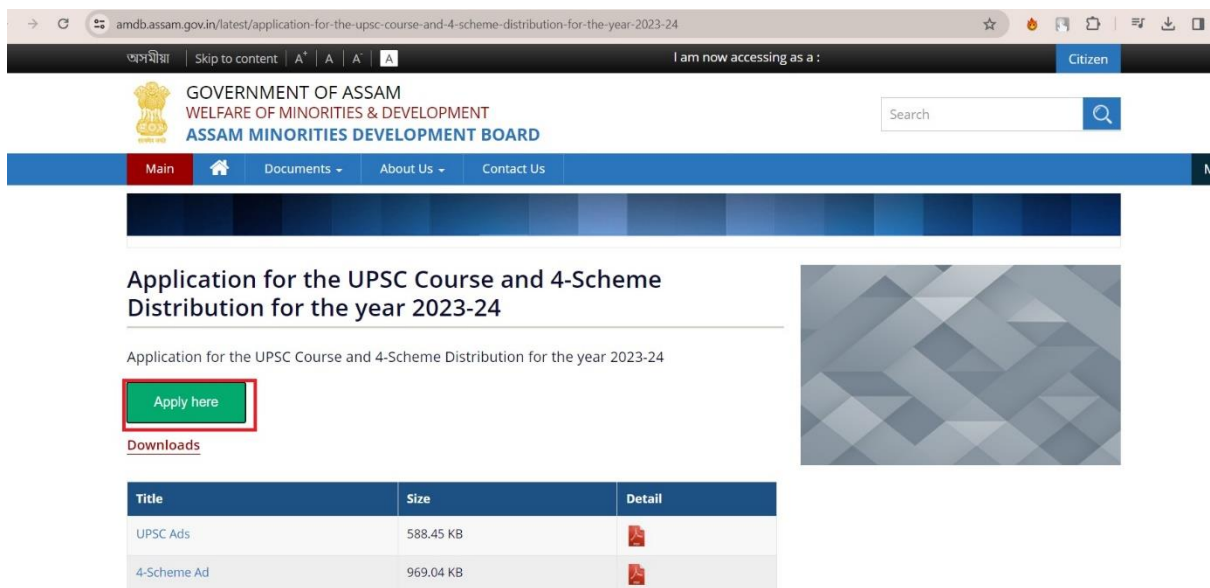 amdb.assam.gov.in/latest/application-for-the-upsc-course-and-4-scheme-distribution-for-the-year-2023-24
অসমীয়া | Skip to content | A+ | A | A- | A I am now accessing as a : Citizen
GOVERNMENT OF ASSAM
WELFARE OF MINORITIES & DEVELOPMENT
ASSAM MINORITIES DEVELOPMENT BOARD
Search
Main Documents About Us Contact Us
Application for the UPSC Course and 4-Scheme
Distribution for the year 2023-24
Application for the UPSC Course and 4-Scheme Distribution for the year 2023-24
Apply here
Downloads
Title Size Detail
UPSC Ads 588.45 KB
4-Scheme Ad 969.04 KB